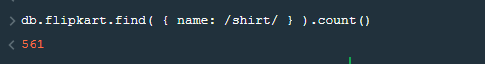 > db.flipkart.find( { name: /shirt/ } ).count()
< 561